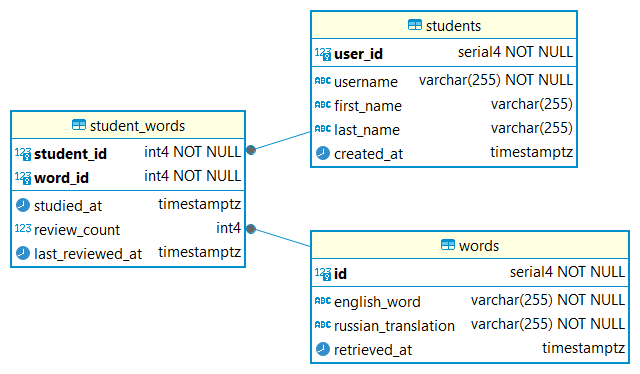 students
123 user_id serial4 NOT NULL
ABC username varchar(255) NOT NULL
ABC first_name varchar(255)
ABC last_name varchar(255)
created_at timestamptz
student_words
123 student_id int4 NOT NULL
123 word_id int4 NOT NULL
studied_at timestamptz
123 review_count int4
last_reviewed_at timestamptz
words
123 id serial4 NOT NULL
ABC english_word varchar(255) NOT NULL
ABC russian_translation varchar(255) NOT NULL
retrieved_at timestamptz